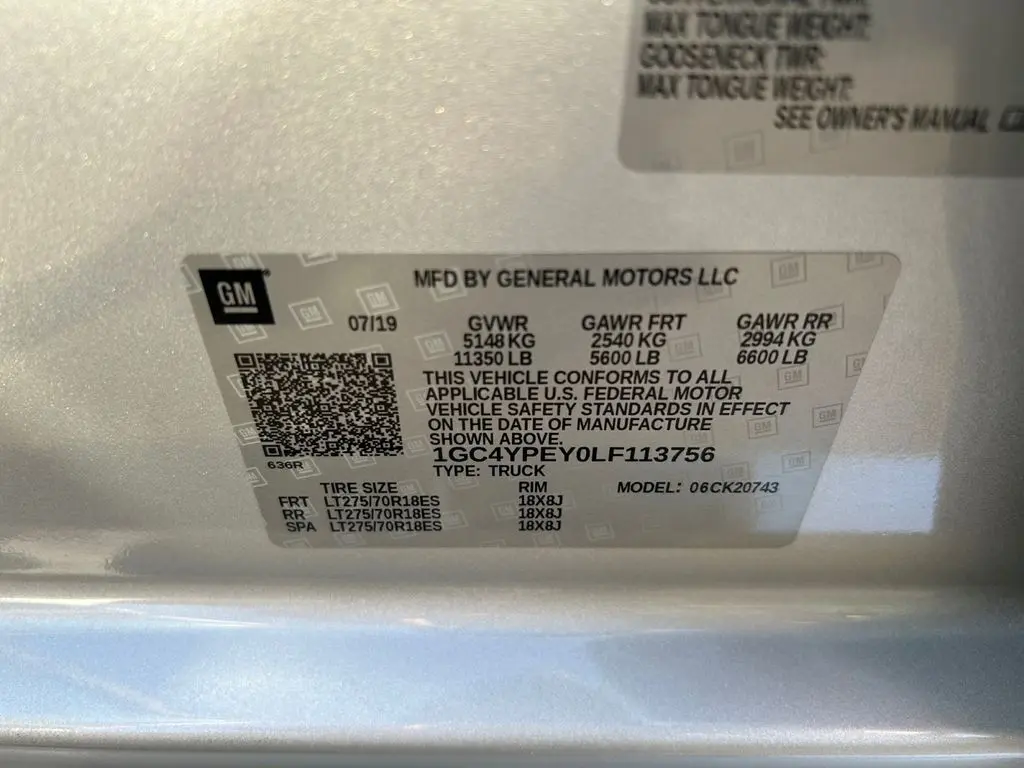 MAX TONGUE WEIGHT:
GOOSENECK TWR:
MAX TONGUE WEIGHT:
SEE OWNER'S MANUAL
GM
MFD BY GENERAL MOTORS LLC
07/19 GVWR GAWR FRT GAWR RR
5148 KG 2540 KG 2994 KG
11350 LB 5600 LB 6600 LB
THIS VEHICLE CONFORMS TO ALL
APPLICABLE U.S. FEDERAL MOTOR
VEHICLE SAFETY STANDARDS IN EFFECT
ON THE DATE OF MANUFACTURE
SHOWN ABOVE.
1GC4YPEY0LF113756
636R
TYPE: TRUCK
TIRE SIZE RIM MODEL: 06CK20743
FRT LT275/70R18ES 18X8J
RR LT275/70R18ES 18X8J
SPA LT275/70R18ES 18X8J